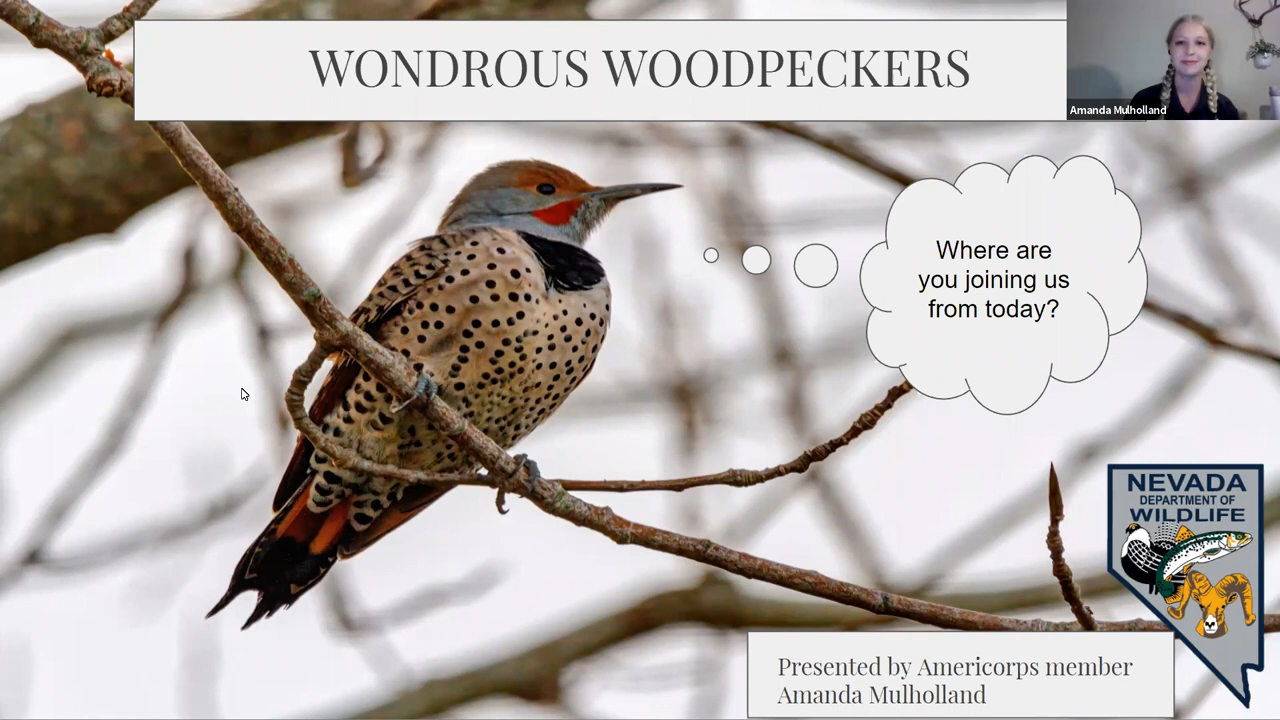 WONDROUS WOODPECKERS
Amanda Mulholland
Where are
you joining us
from today?
NEVADA
DEPARTMENT OF
WILDLIFE
Presented by Americorps member
Amanda Mulholland